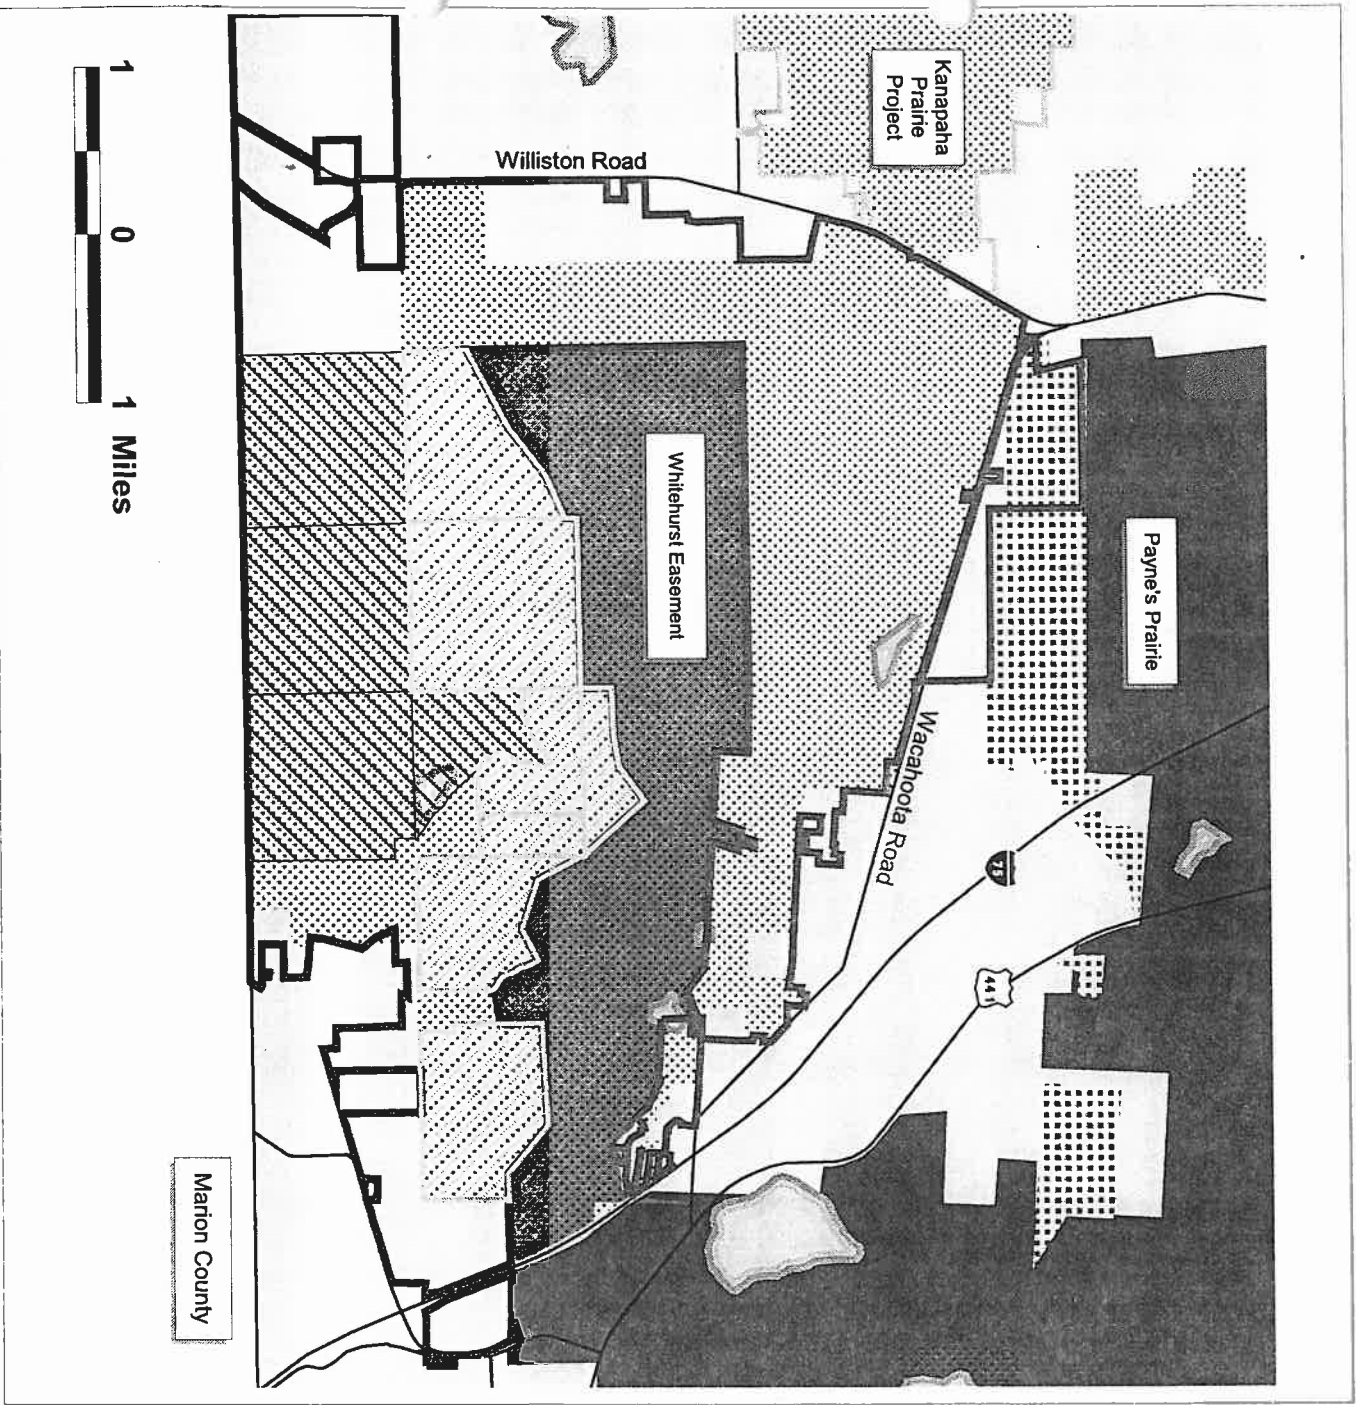 Kanapaha
Prairie
Project
Williston Road
Payne's Prairie
Whitehurst Easement
Wacahoota Road
75
441
Marion County
1 0 1 Miles